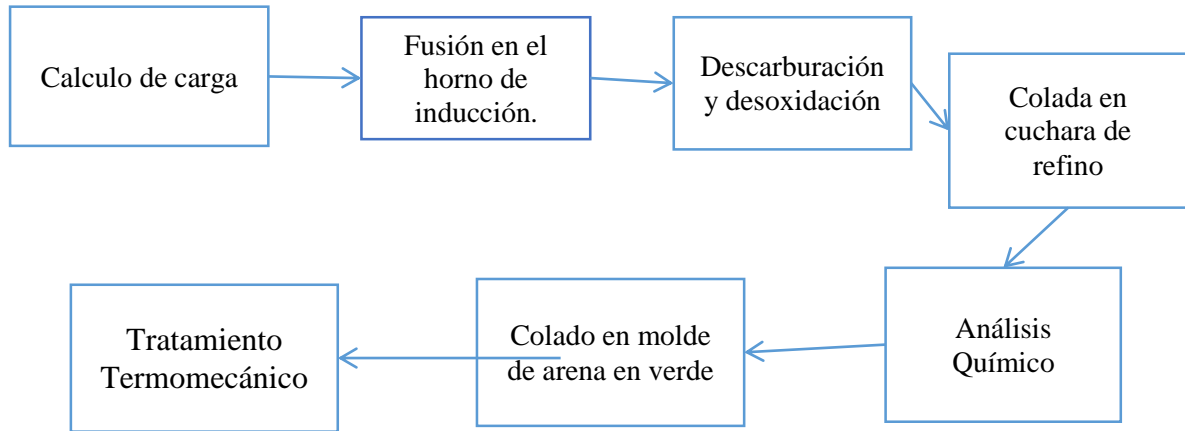 Calculo de carga
Fusión en el
horno de
inducción.
Descarburación
y desoxidación
Colada en
cuchara de
refino
Análisis
Químico
Colado en molde
de arena en verde
Tratamiento
Termomecánico